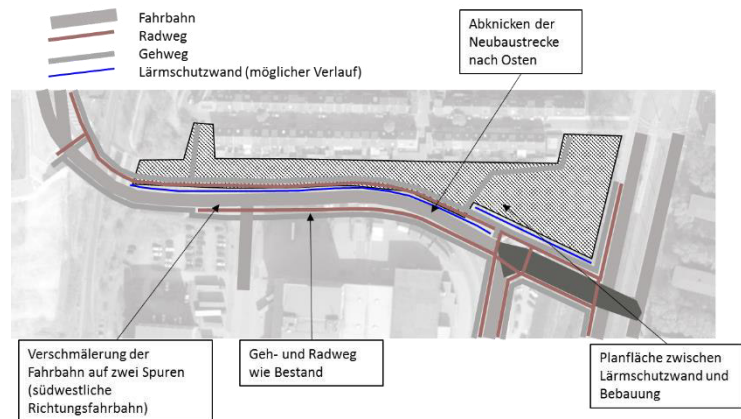 Fahrbahn
Radweg
Gehweg
Lärmschutzwand (möglicher Verlauf)
Abknicken der
Neubaustrecke
nach Osten
Verschmälerung der
Fahrbahn auf zwei Spuren
(südwestliche
Richtungsfahrbahn)
Geh- und Radweg
wie Bestand
Planfläche zwischen
Lärmschutzwand und
Bebauung